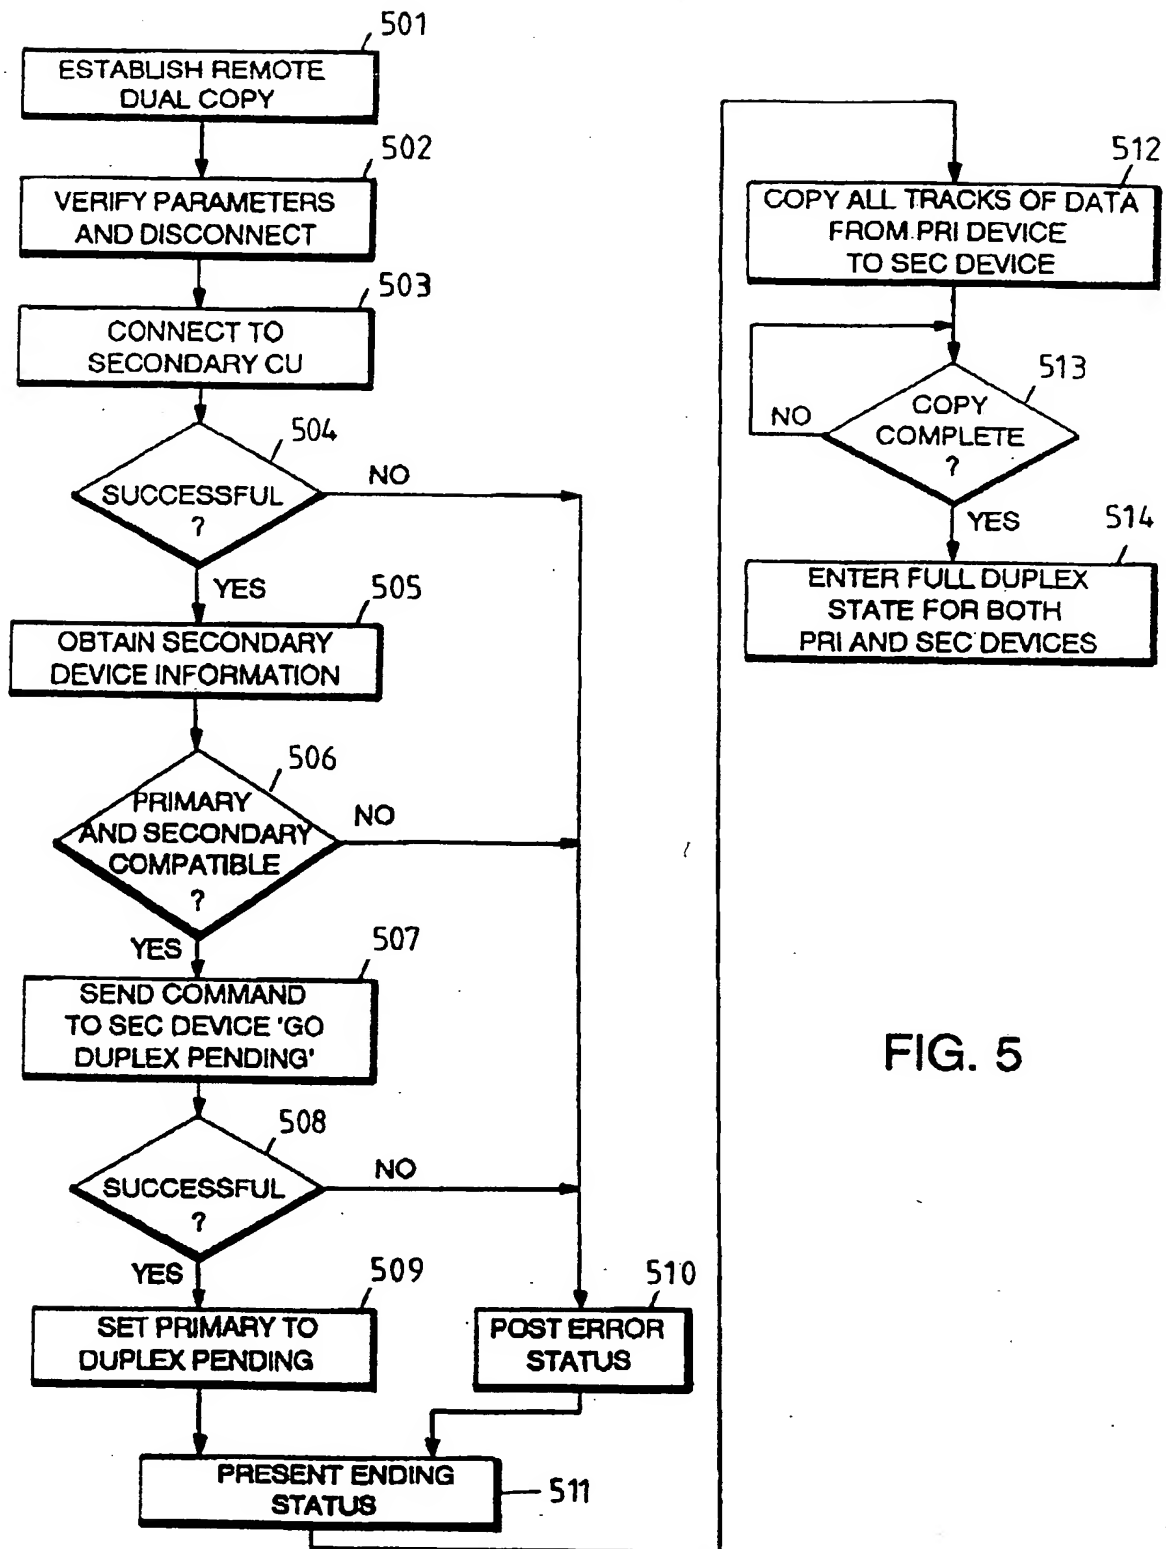 501
ESTABLISH REMOTE
DUAL COPY
502
VERIFY PARAMETERS
AND DISCONNECT
503
CONNECT TO
SECONDARY CU
504
SUCCESSFUL
?
NO
YES
505
OBTAIN SECONDARY
DEVICE INFORMATION
506
PRIMARY
AND SECONDARY
COMPATIBLE
?
NO
YES
507
SEND COMMAND
TO SEC DEVICE 'GO
DUPLEX PENDING'
508
SUCCESSFUL
?
NO
YES
509
SET PRIMARY TO
DUPLEX PENDING
510
POST ERROR
STATUS
PRESENT ENDING
STATUS
511
512
COPY ALL TRACKS OF DATA
FROM PRI DEVICE
TO SEC DEVICE
513
COPY
COMPLETE
?
NO
YES
514
ENTER FULL DUPLEX
STATE FOR BOTH
PRI AND SEC DEVICES
FIG. 5